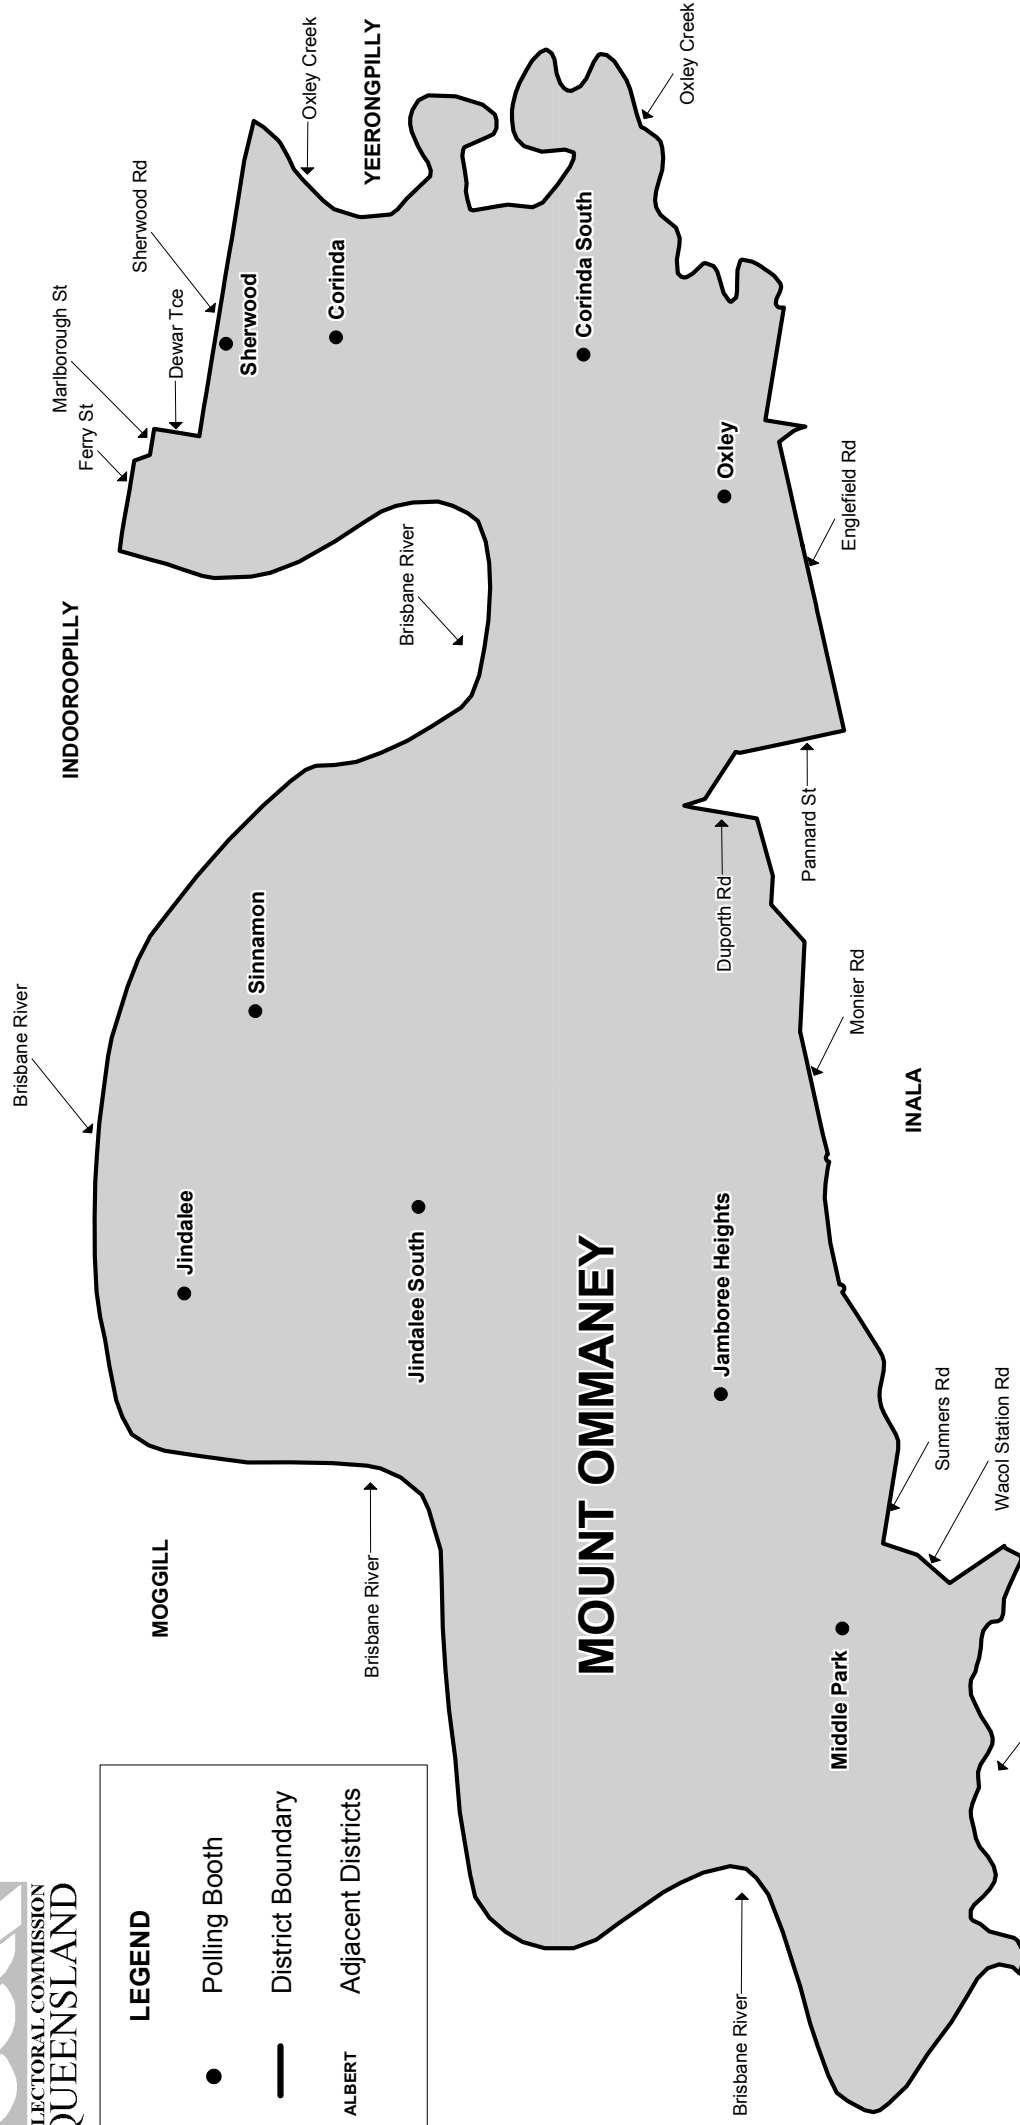 LECTORAL COMMISSION
QUEENSLAND
LEGEND
Polling Booth
District Boundary
ALBERT
Adjacent Districts
Brisbane River
INDOOROOPILLY
Marlborough St
Ferry St
Sherwood Rd
Dewar Tce
MOGGILL
Jindalee
Sinnamon
Sherwood
Oxley Creek
Corinda
YEERONGPILLY
Brisbane River
Jindalee South
Brisbane River
Corinda South
MOUNT OMMANEY
Oxley Creek
Jamboree Heights
Duporth Rd
Oxley
Brisbane River
Pannard St
Middle Park
Englefield Rd
Monier Rd
INALA
Sumners Rd
Wacol Station Rd